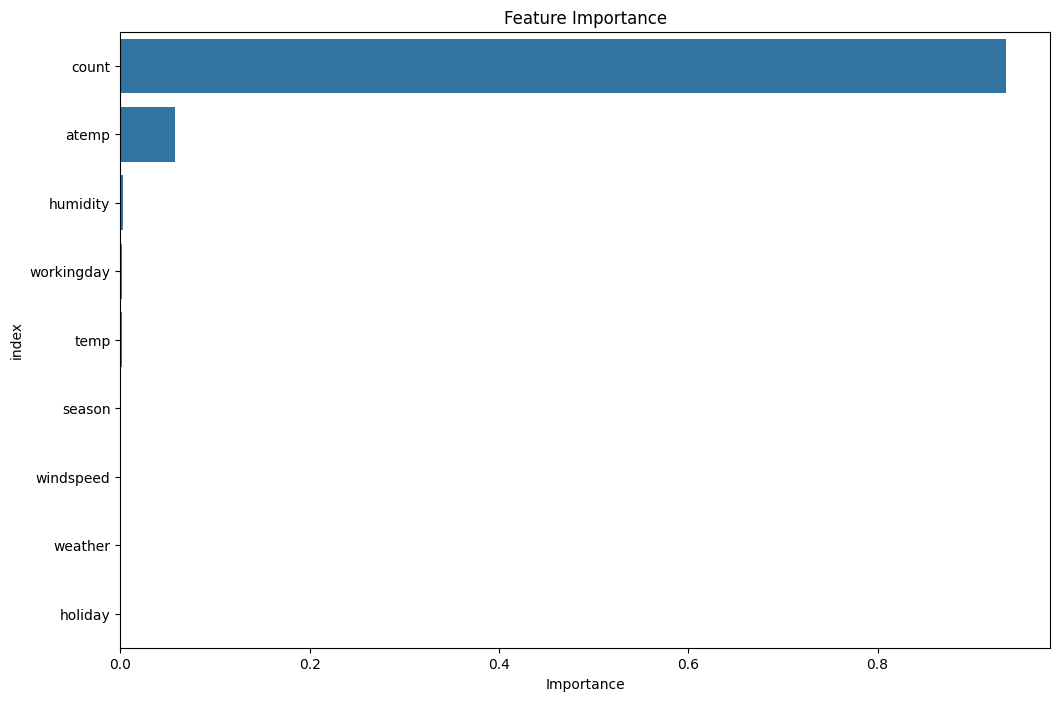 Feature Importance
count
atemp
humidity
workingday
temp
season
windspeed
weather
holiday
index
0.0 0.2 0.4 0.6 0.8
Importance